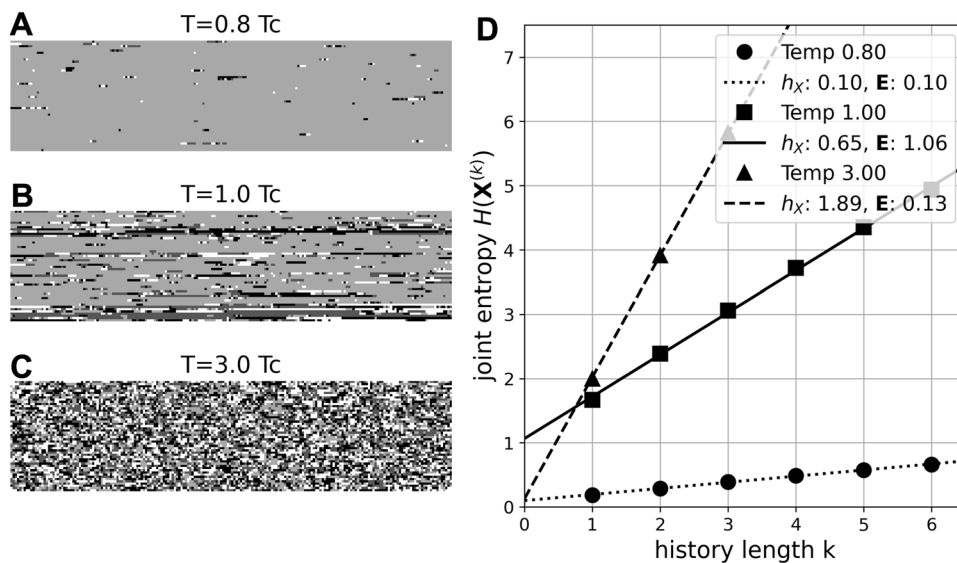 A
T=0.8 Tc
B
T=1.0 Tc
C
T=3.0 Tc
D
joint entropy H(X^(k))
7
6
5
4
3
2
1
0
0 1 2 3 4 5 6
history length k
Temp 0.80
h_X: 0.10, E: 0.10
Temp 1.00
h_X: 0.65, E: 1.06
Temp 3.00
h_X: 1.89, E: 0.13